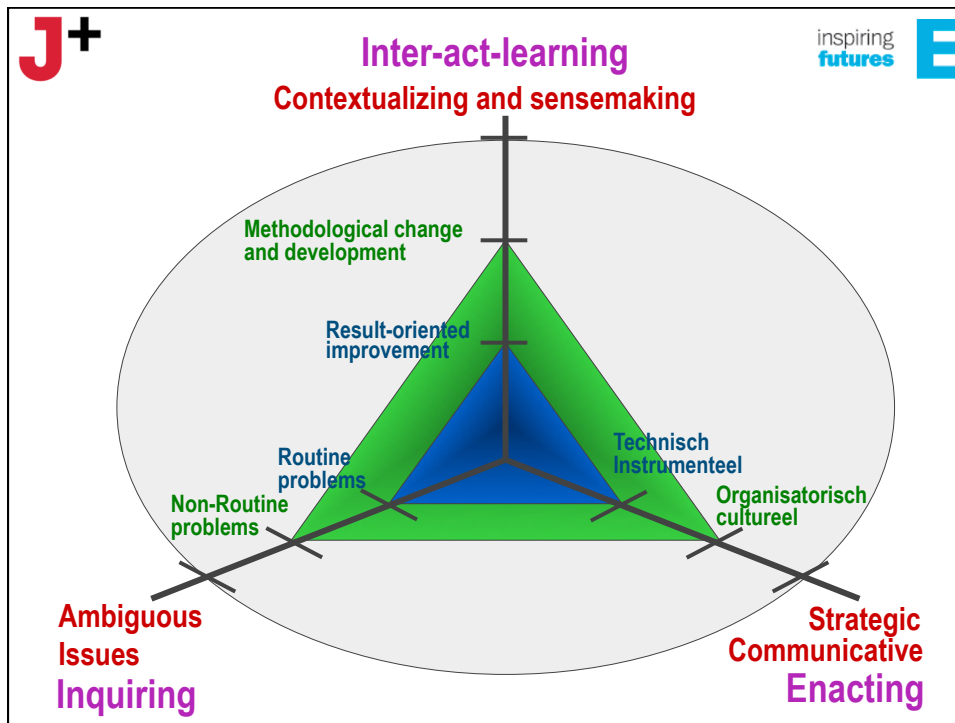 J+
inspiring
futures
E
Inter-act-learning
Contextualizing and sensemaking
Methodological change
and development
Result-oriented
improvement
Routine
problems
Technisch
Instrumenteel
Non-Routine
problems
Organisatorisch
cultureel
Ambiguous
Issues
Inquiring
Strategic
Communicative
Enacting